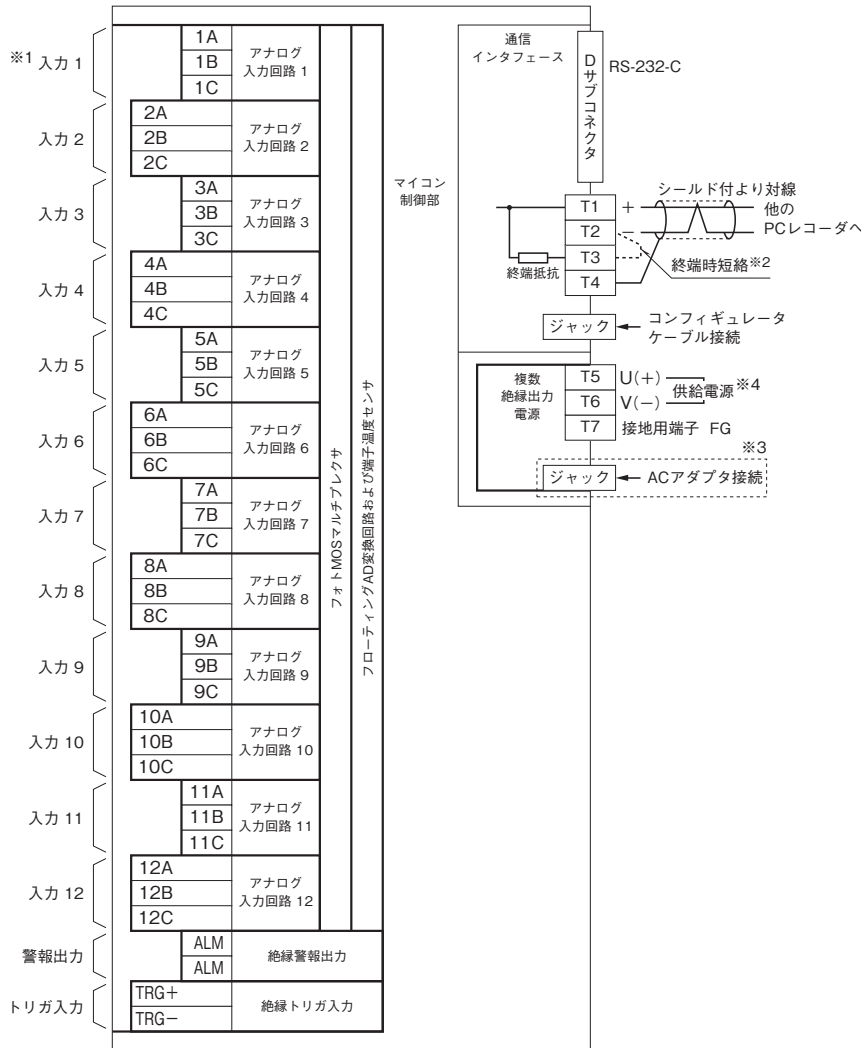 ※1 入力 1
1A
1B
1C
アナログ
入力回路 1
入力 2
2A
2B
2C
アナログ
入力回路 2
入力 3
3A
3B
3C
アナログ
入力回路 3
入力 4
4A
4B
4C
アナログ
入力回路 4
入力 5
5A
5B
5C
アナログ
入力回路 5
入力 6
6A
6B
6C
アナログ
入力回路 6
入力 7
7A
7B
7C
アナログ
入力回路 7
入力 8
8A
8B
8C
アナログ
入力回路 8
入力 9
9A
9B
9C
アナログ
入力回路 9
入力 10
10A
10B
10C
アナログ
入力回路 10
入力 11
11A
11B
11C
アナログ
入力回路 11
入力 12
12A
12B
12C
アナログ
入力回路 12
警報出力
ALM
ALM
絶縁警報出力
トリガ入力
TRG+
TRG−
絶縁トリガ入力
フォトMOSマルチプレクサ
フローティングAD変換回路および端子温度センサ
マイコン
制御部
通信
インタフェース
Dサブコネクタ
RS-232-C
T1
T2
T3
T4
+
−
シールド付より対線
他の
PCレコーダへ
終端抵抗
終端時短絡※2
ジャック
コンフィギュレータ
ケーブル接続
複数
絶縁出力
電源
T5
T6
T7
U(+)
V(−)
供給電源※4
接地用端子 FG
※3
ジャック
ACアダプタ接続